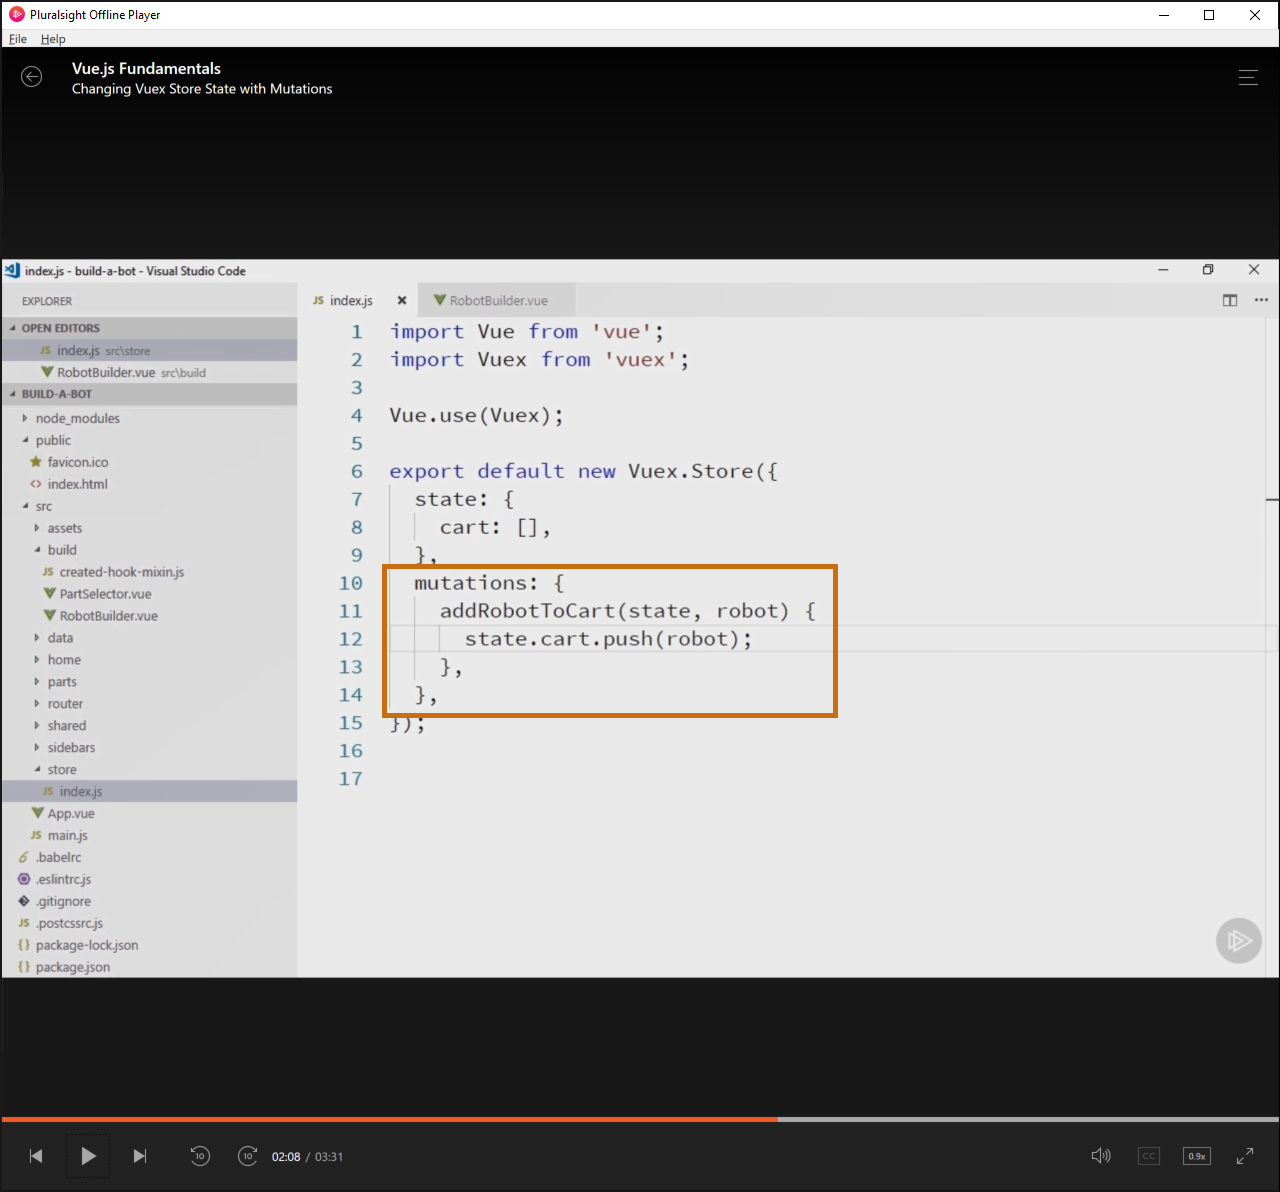 Pluralsight Offline Player
File Help
Vue.js Fundamentals
Changing Vuex Store State with Mutations
index.js - build-a-bot - Visual Studio Code
EXPLORER
OPEN EDITORS
JS index.js src\store
RobotBuilder.vue src\build
BUILD-A-BOT
node_modules
public
favicon.ico
<> index.html
src
assets
build
JS created-hook-mixin.js
PartSelector.vue
RobotBuilder.vue
data
home
parts
router
shared
sidebars
store
JS index.js
App.vue
JS main.js
.babelrc
.eslintrc.js
.gitignore
JS .postcssrc.js
{} package-lock.json
{} package.json
JS index.js RobotBuilder.vue
1 import Vue from 'vue';
2 import Vuex from 'vuex';
3
4 Vue.use(Vuex);
5
6 export default new Vuex.Store({
7 state: {
8 cart: [],
9 },
10 mutations: {
11 addRobotToCart(state, robot) {
12 state.cart.push(robot);
13 },
14 },
15 });
16
17
10 10 02:08 / 03:31 CC 0.9x